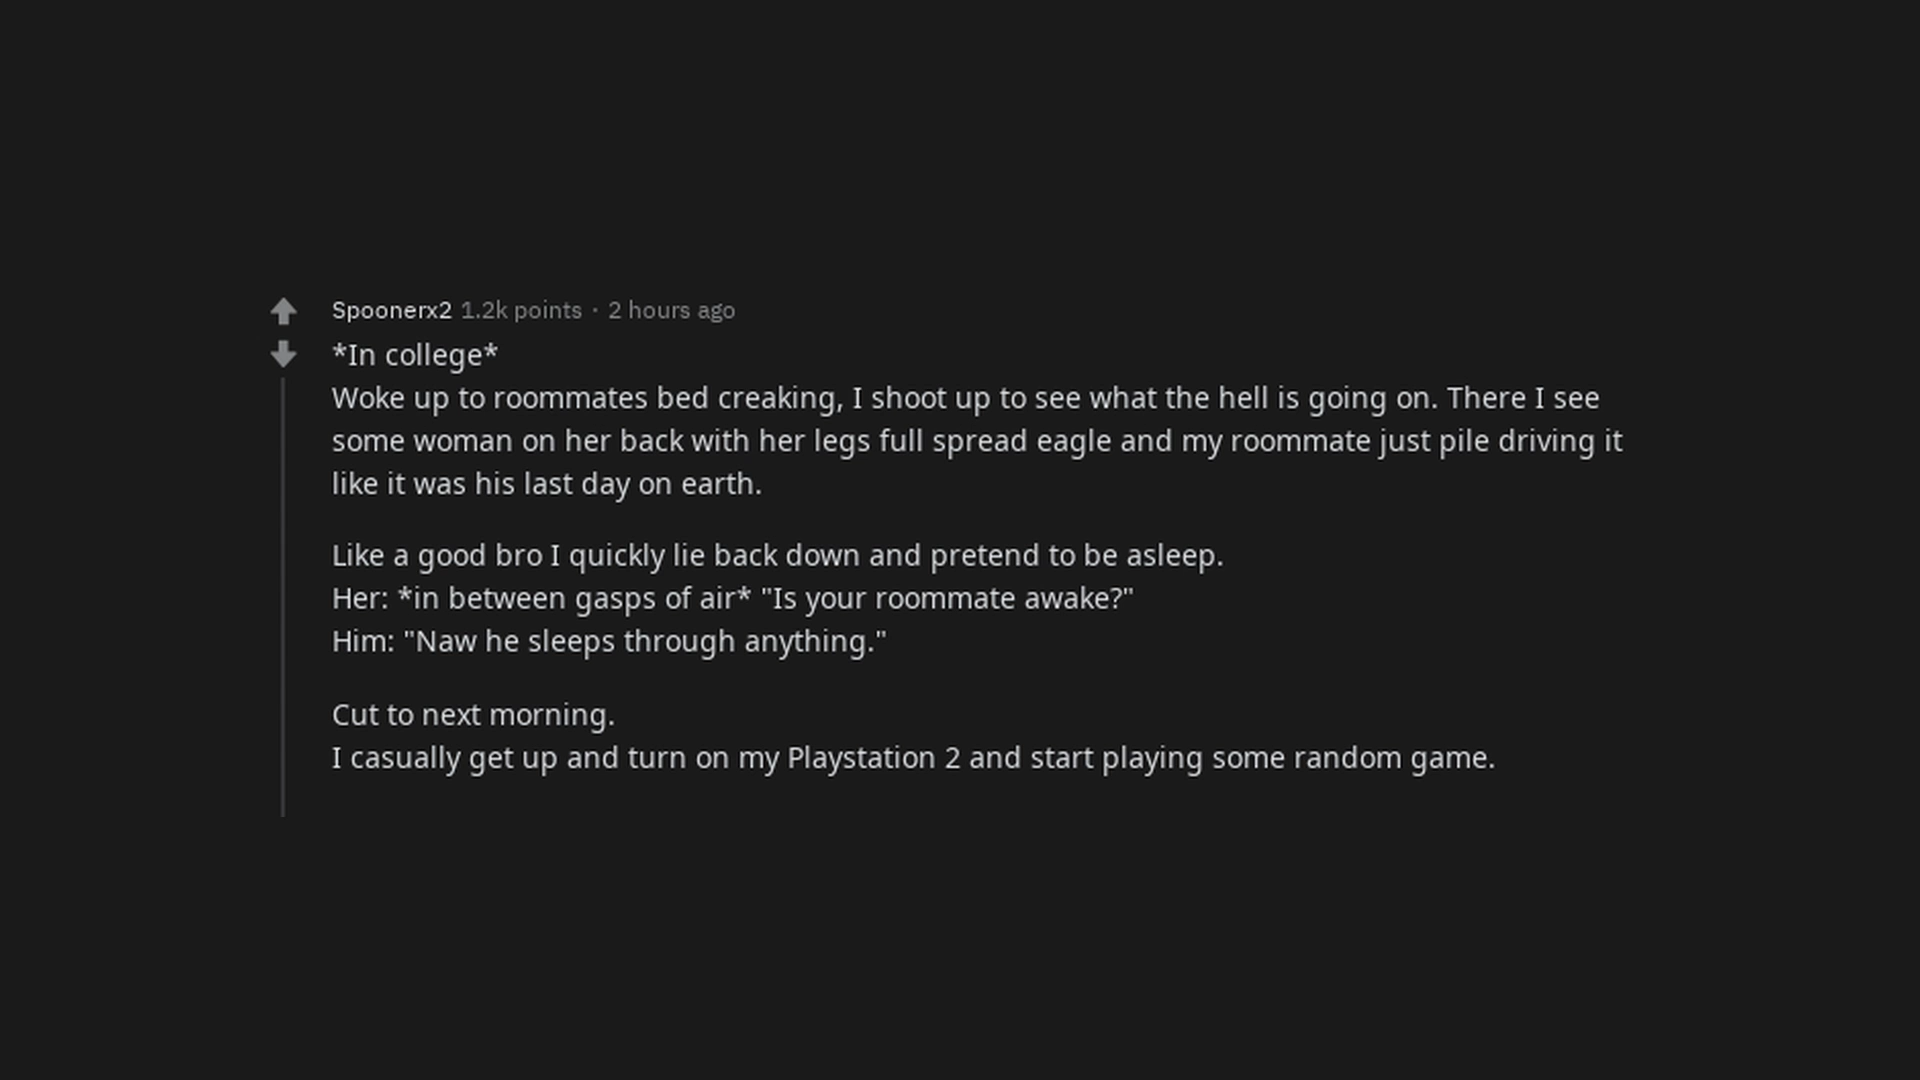 Spoonerx2 1.2k points · 2 hours ago
*In college*
Woke up to roommates bed creaking, I shoot up to see what the hell is going on. There I see
some woman on her back with her legs full spread eagle and my roommate just pile driving it
like it was his last day on earth.
Like a good bro I quickly lie back down and pretend to be asleep.
Her: *in between gasps of air* "Is your roommate awake?"
Him: "Naw he sleeps through anything."
Cut to next morning.
I casually get up and turn on my Playstation 2 and start playing some random game.